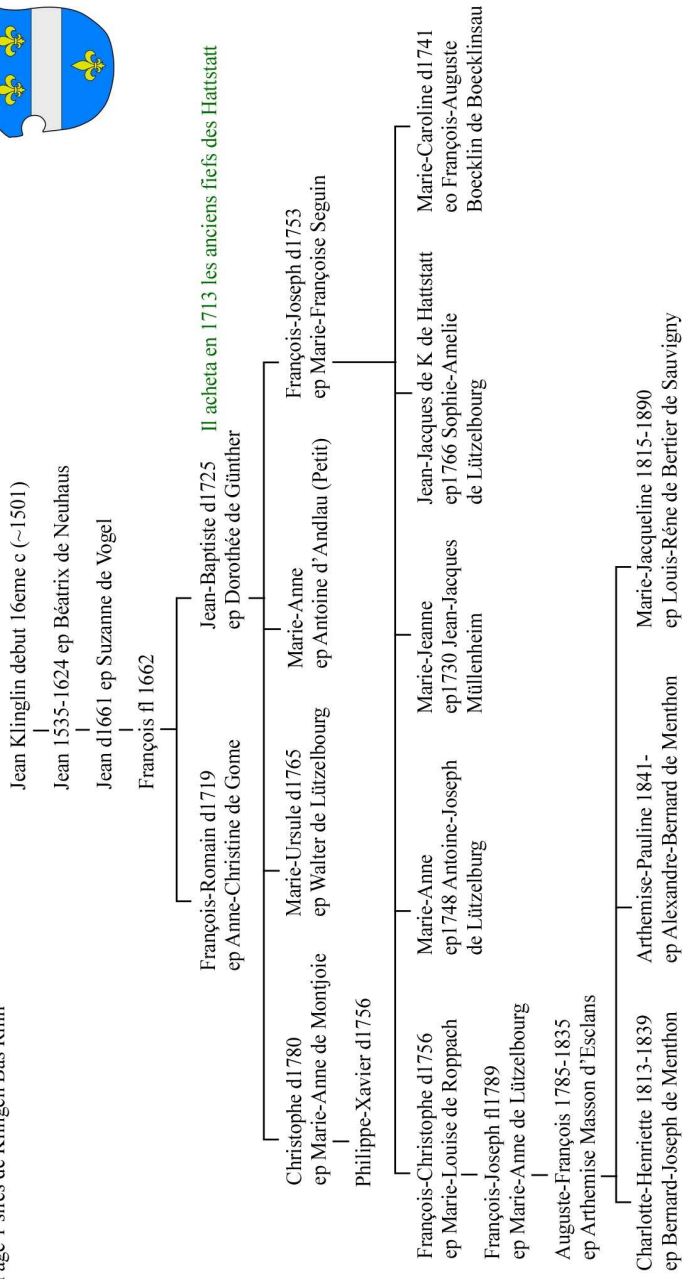 Page 1 sires de Klingen Bas Rhin
Jean Klinglin debut 16eme c (~1501)
Jean 1535-1624 ep Béatrix de Neuhaus
Jean d1661 ep Suzanne de Vogel
François fl 1662
François-Romain d1719
ep Anne-Christine de Gome
Jean-Baptiste d1725
ep Dorothée de Günther
Il acheta en 1713 les anciens fiefs des Hattstatt
Christophe d1780
ep Marie-Anne de Montjoie
Marie-Ursule d1765
ep Walter de Lützelbourg
Marie-Anne
ep Antoine d’Andlau (Petit)
François-Joseph d1753
ep Marie-Françoise Seguin
Philippe-Xavier d1756
François-Christophe d1756
ep Marie-Louise de Roppach
Marie-Anne
ep1748 Antoine-Joseph
de Lützelburg
Marie-Jeanne
ep1730 Jean-Jacques
Müllenheim
Jean-Jacques de K de Hattstatt
ep1766 Sophie-Amelie
de Lützelbourg
Marie-Caroline d1741
eo François-Auguste
Boecklin de Boecklinsau
François-Joseph fl1789
ep Marie-Anne de Lützelbourg
Auguste-François 1785-1835
ep Arthemise Masson d’Esclans
Charlotte-Henriette 1813-1839
ep Bernard-Joseph de Menthon
Arthemise-Pauline 1841-
ep Alexandre-Bernard de Menthon
Marie-Jacqueline 1815-1890
ep Louis-Rène de Bertier de Sauvigny